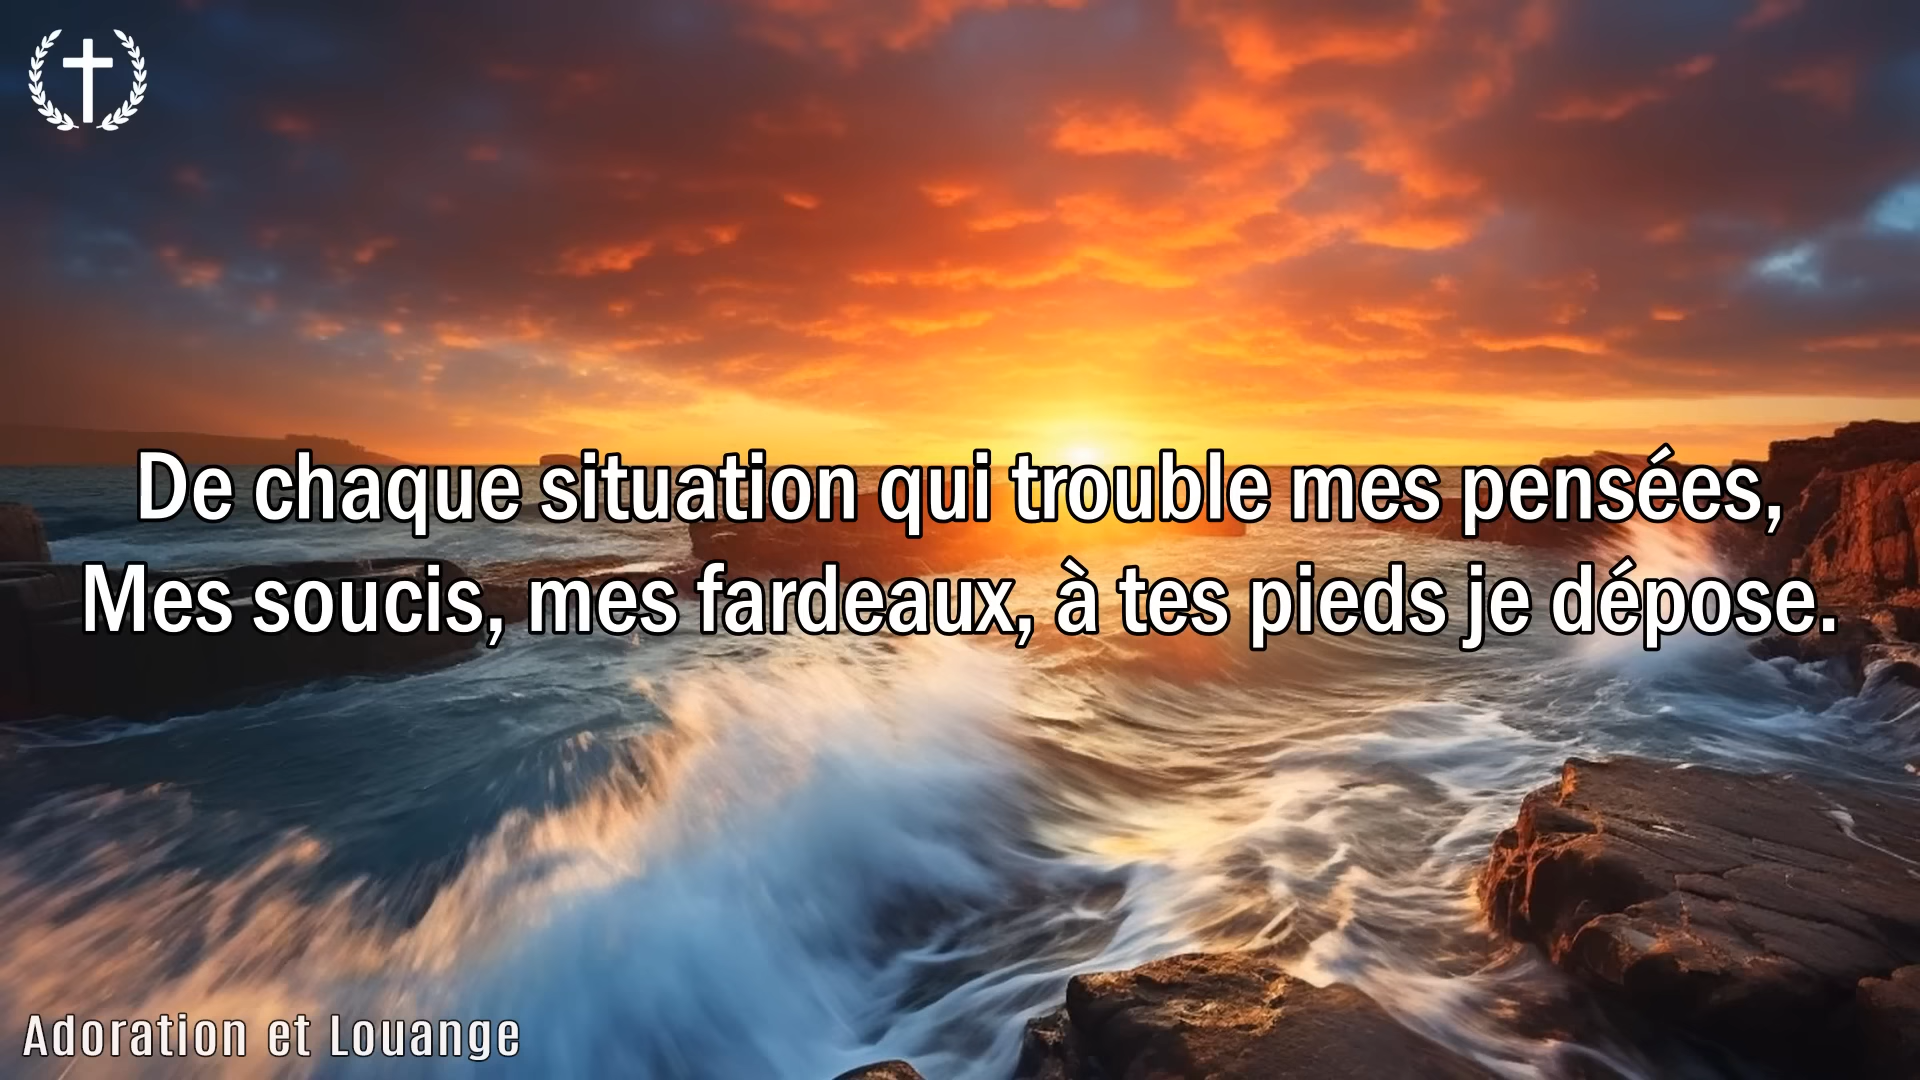 De chaque situation qui trouble mes pensées,
Mes soucis, mes fardeaux, à tes pieds je dépose.
Adoration et Louange